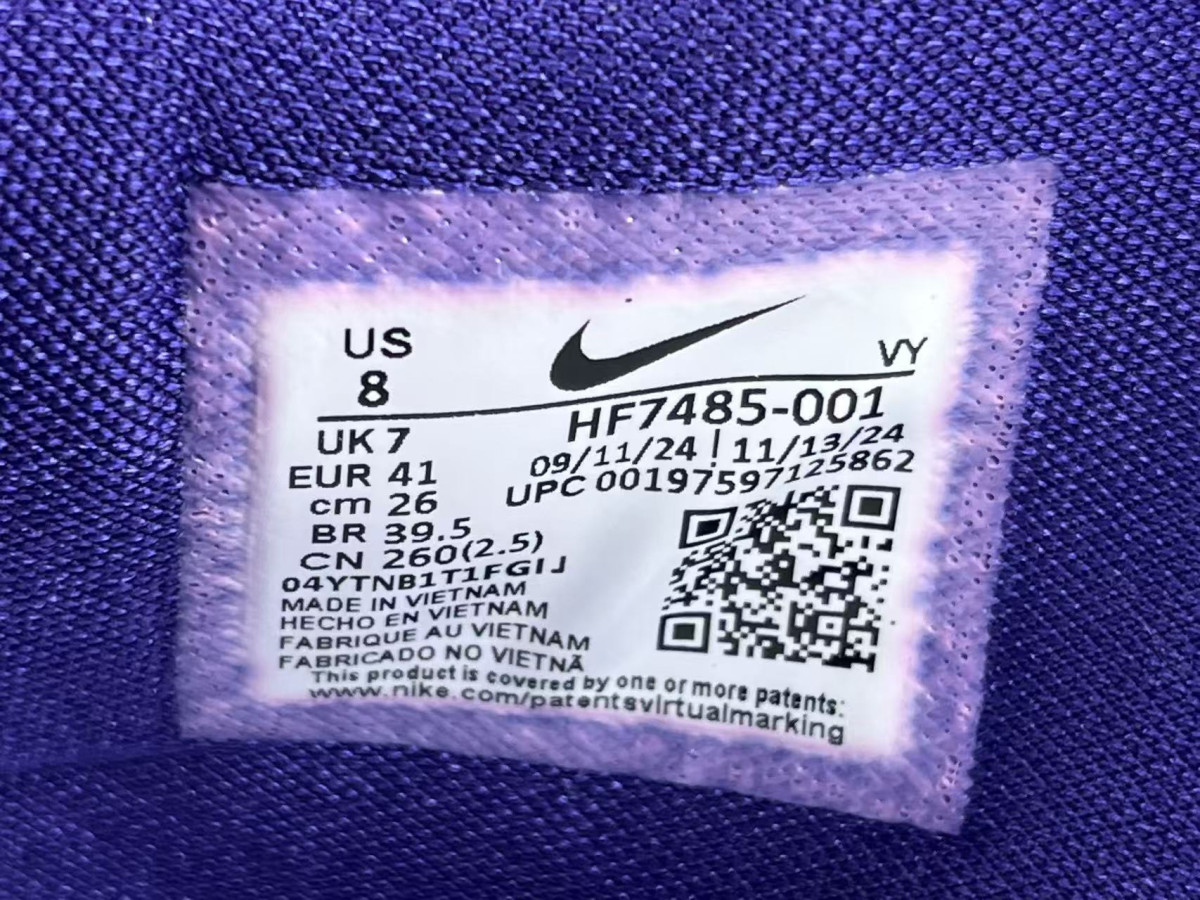 US
8
VY
UK 7
EUR 41
cm 26
BR 39.5
CN 260(2.5)
HF7485-001
09/11/24 | 11/13/24
UPC 00197597125862
04YTNB1T1FGIJ
MADE IN VIETNAM
HECHO EN VIETNAM
FABRIQUE AU VIETNAM
FABRICADO NO VIETNÃ
This product is covered by one or more patents:
www.nike.com/patentsvirtualmarking